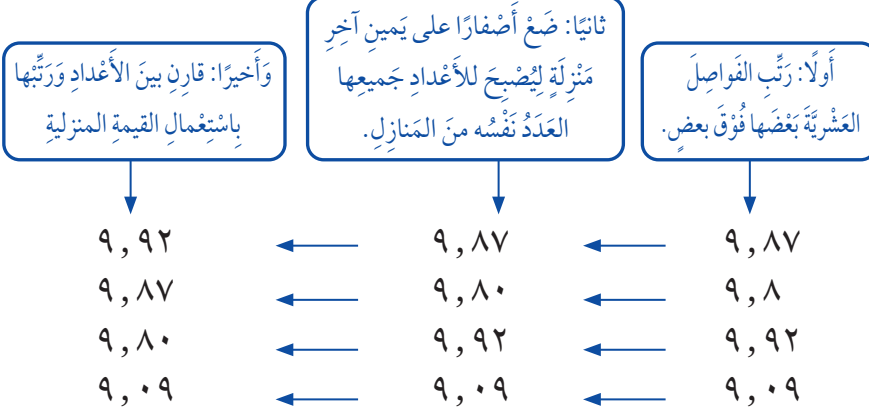 أَولًا: رَتِّبِ الفَواصِلَ
العَشْرِيَّةَ بَعْضَها فُوْقَ بعضٍ.
ثانيًا: ضَعْ أَصْفارًا على يَمينِ آخِرِ
مَنْزِلَةٍ لِيُصْبِحَ للأَعْدادِ جَميعِها
العَدَدُ نَفْسُه منَ المَنازِلِ.
وَأَخيرًا: قارِنِ بينَ الأَعْدادِ وَرَتِّبْها
بِاسْتِعْمالِ القيمةِ المنزليةِ
٩,٨٧ ٩,٨٧ ٩,٩٢
٩,٨ ٩,٨٠ ٩,٨٧
٩,٩٢ ٩,٩٢ ٩,٨٠
٩,٠٩ ٩,٠٩ ٩,٠٩